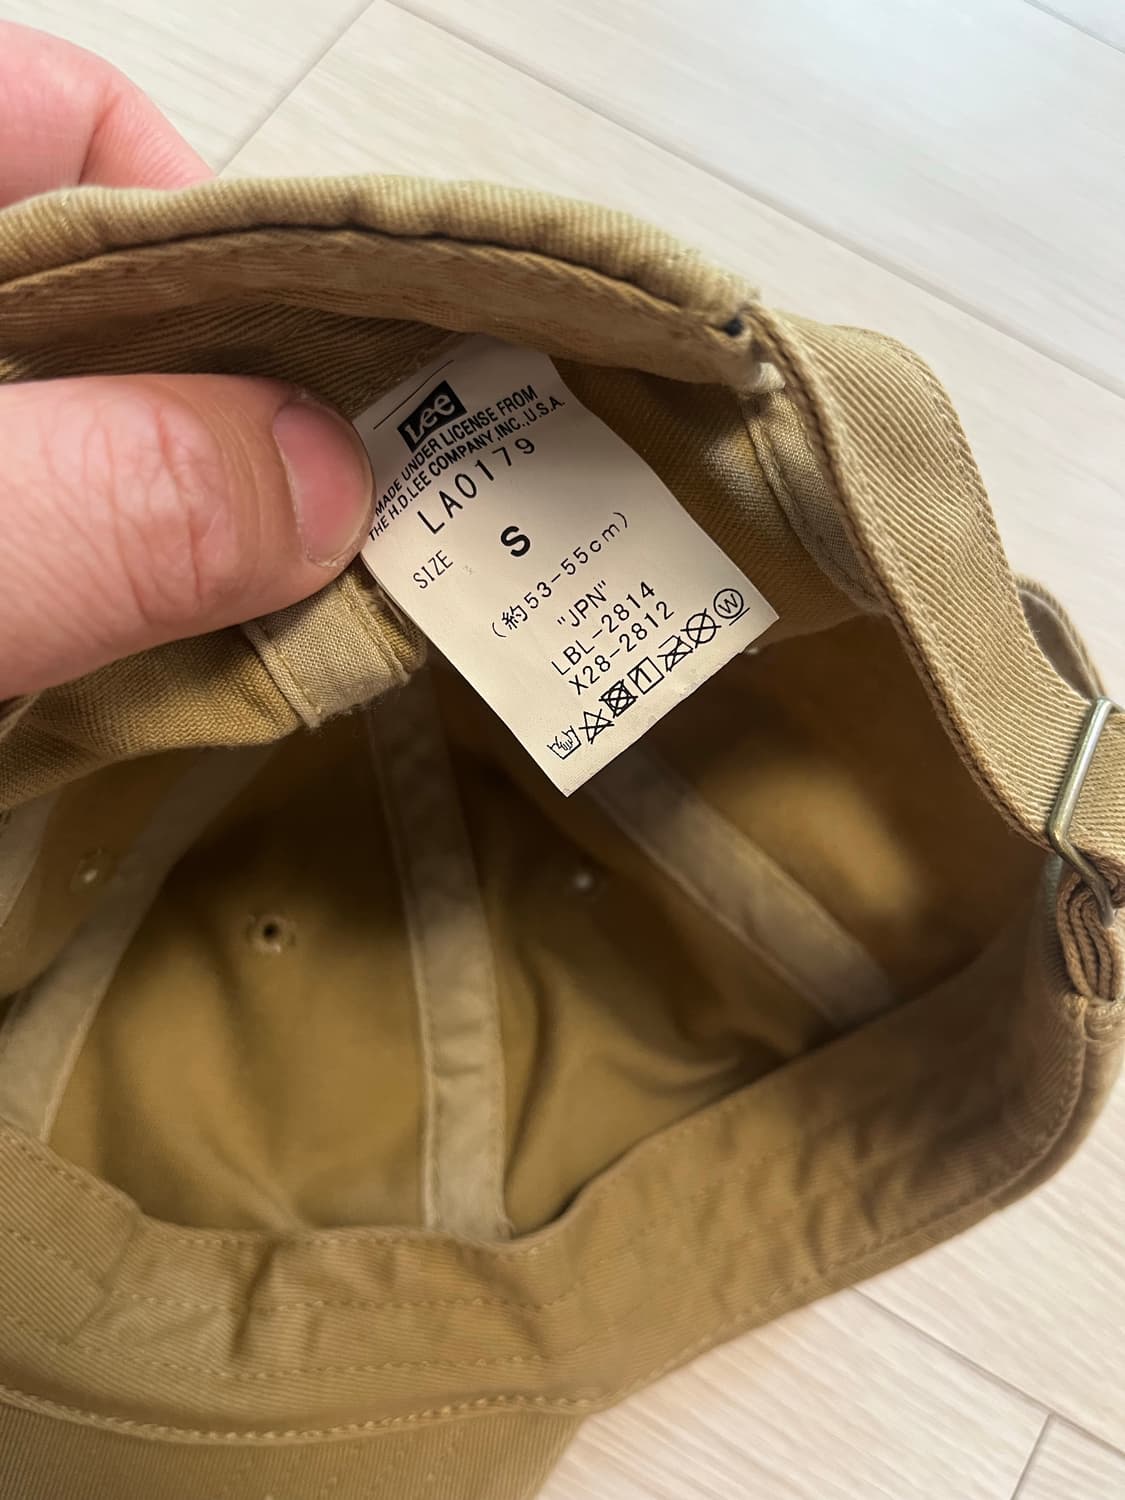 Lee
MADE UNDER LICENSE FROM
THE H.D.LEE COMPANY,INC.,U.S.A.
LA0179
SIZE S
(約53-55cm)
"JPN"
LBL-2814
X28-2812
W